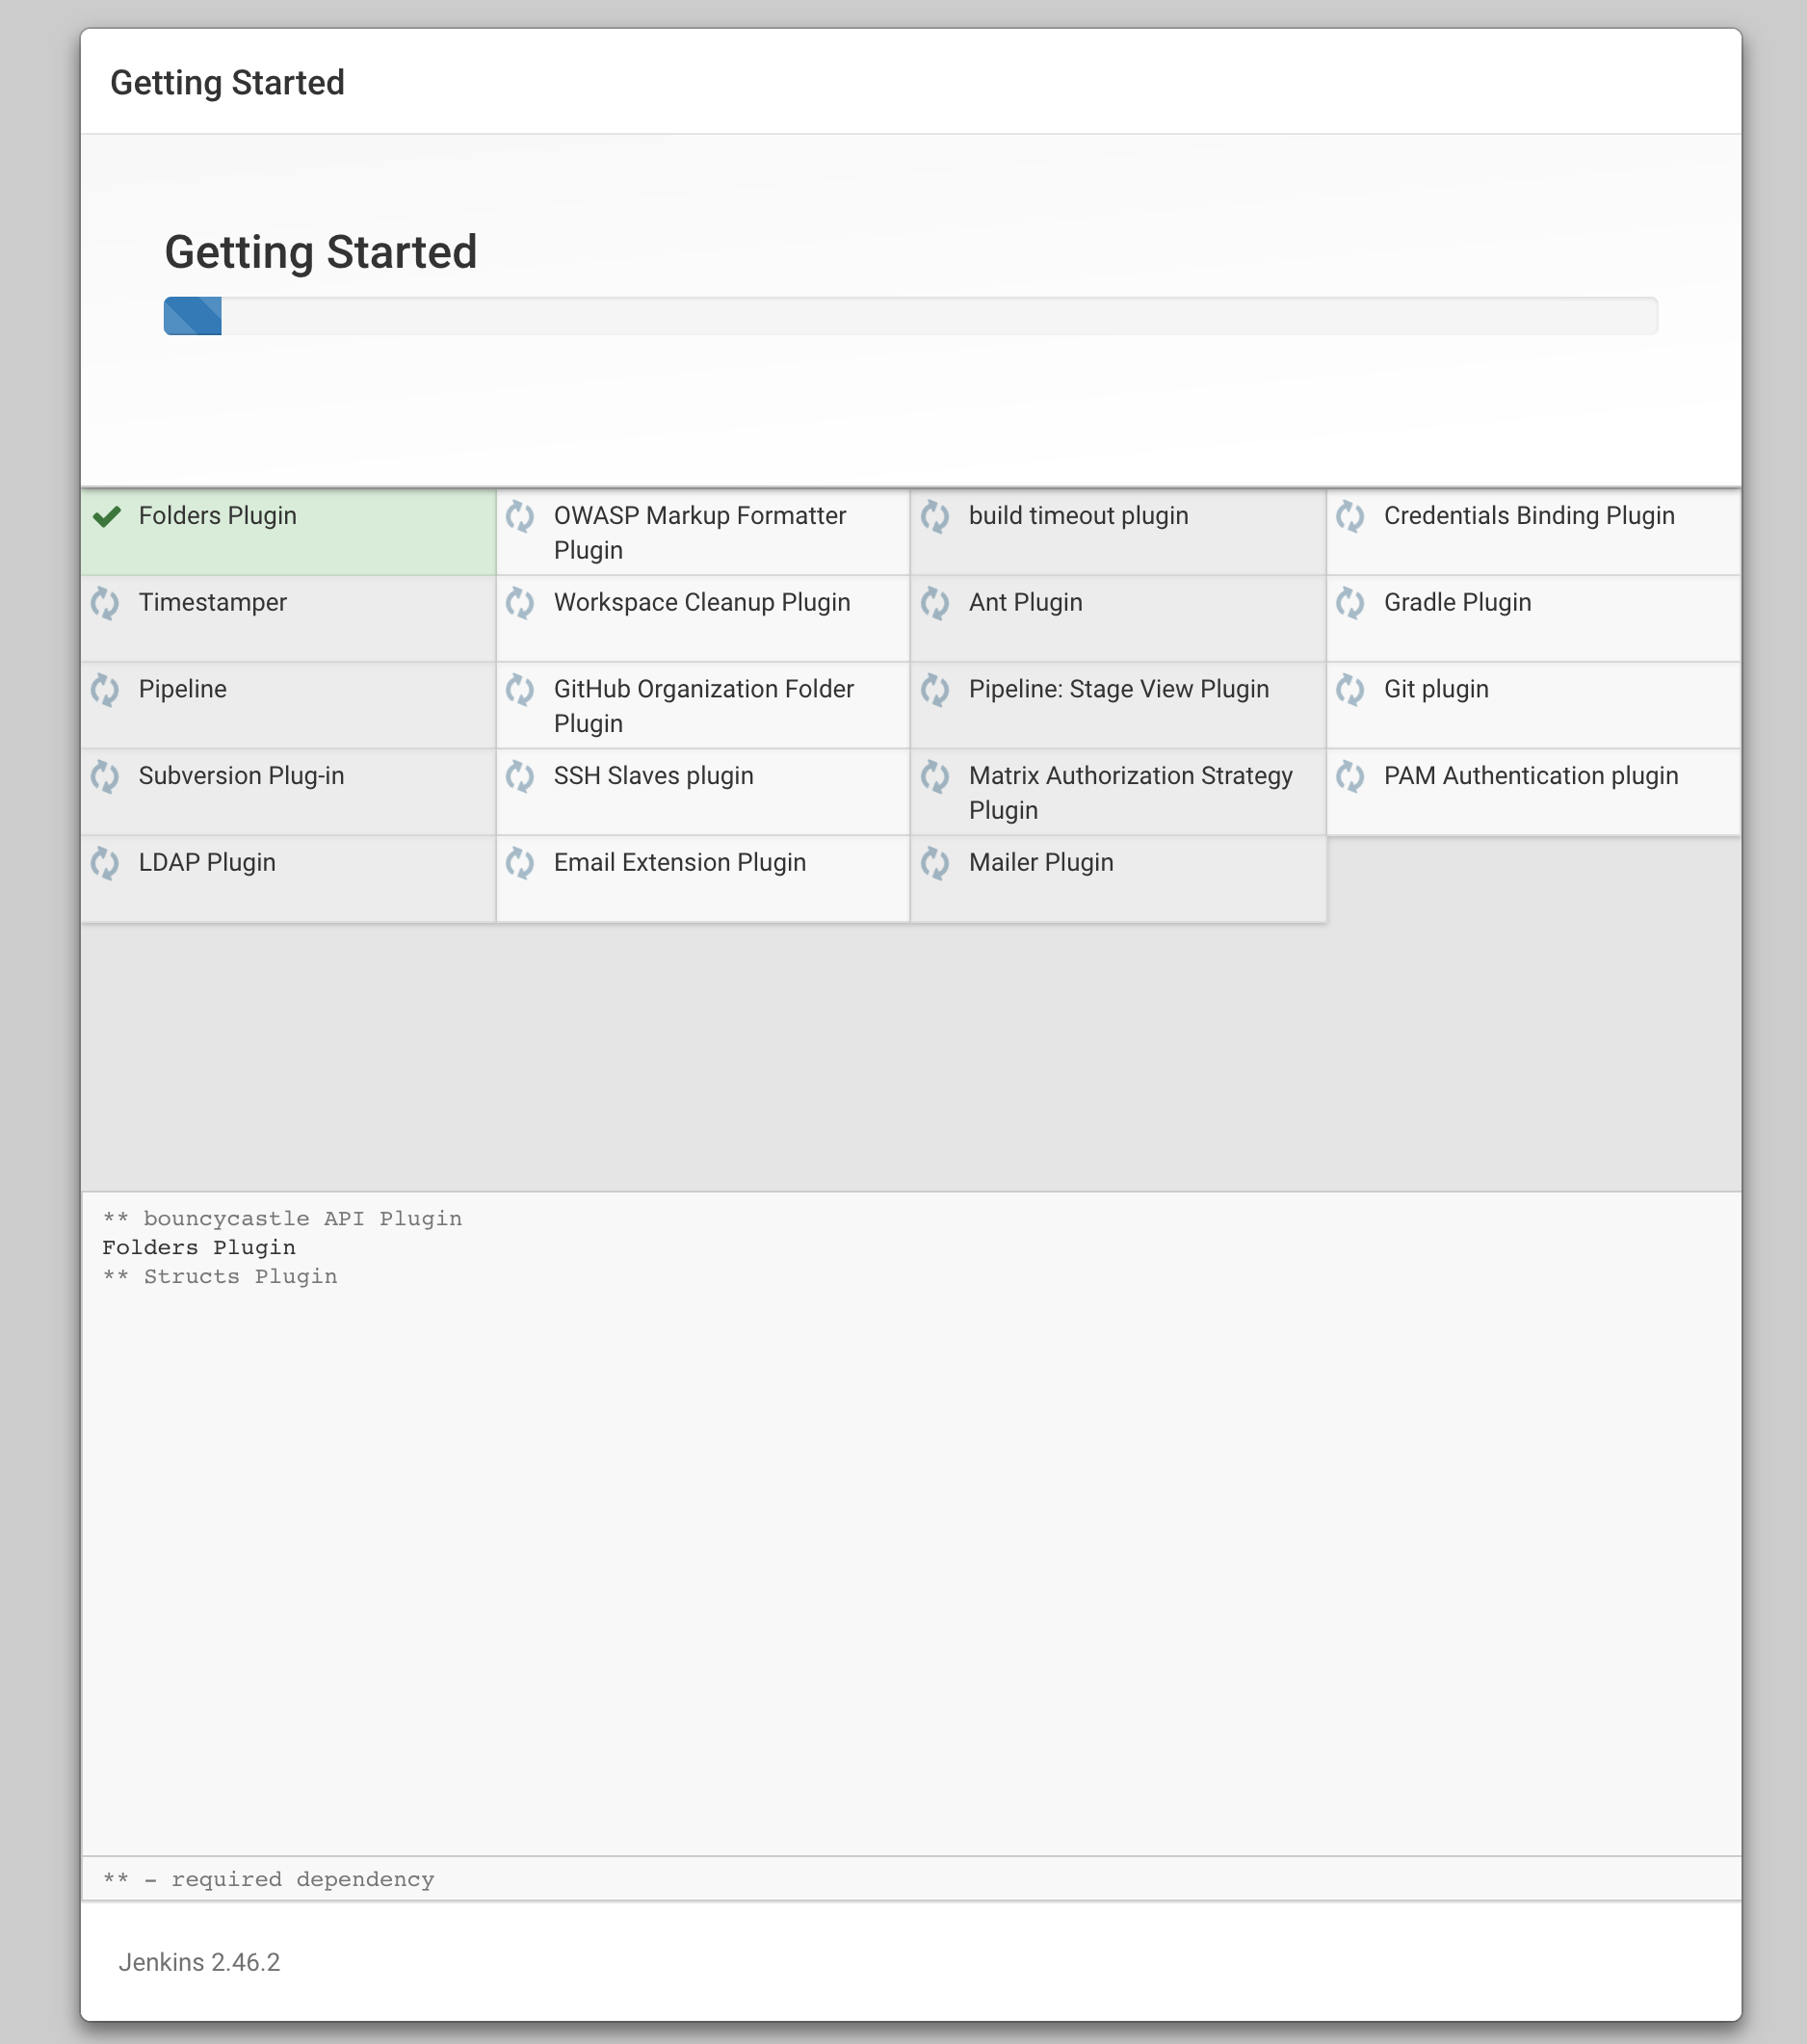 Getting Started
Getting Started
Folders Plugin
OWASP Markup Formatter
Plugin
build timeout plugin
Credentials Binding Plugin
Timestamper
Workspace Cleanup Plugin
Ant Plugin
Gradle Plugin
Pipeline
GitHub Organization Folder
Plugin
Pipeline: Stage View Plugin
Git plugin
Subversion Plug-in
SSH Slaves plugin
Matrix Authorization Strategy
Plugin
PAM Authentication plugin
LDAP Plugin
Email Extension Plugin
Mailer Plugin
** bouncycastle API Plugin
Folders Plugin
** Structs Plugin
** - required dependency
Jenkins 2.46.2